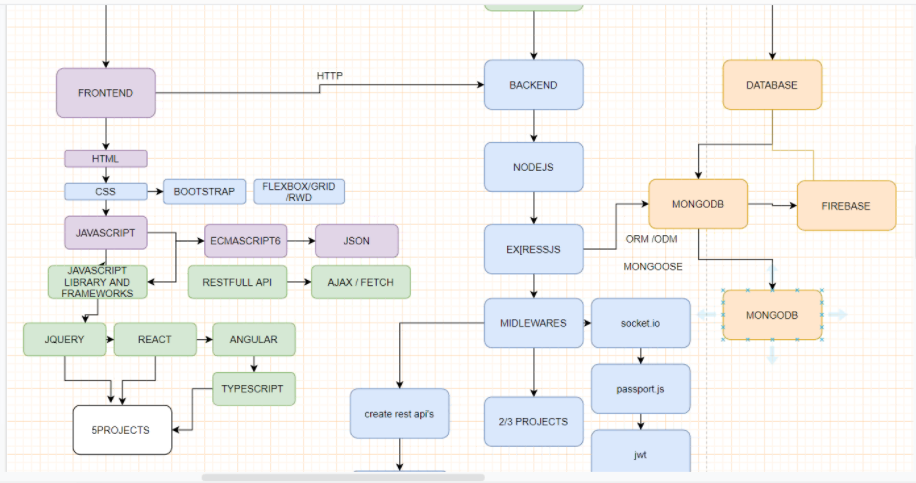 HTTP
FRONTEND
BACKEND
DATABASE
HTML
NODEJS
CSS
BOOTSTRAP
FLEXBOX/GRID
/RWD
MONGODB
FIREBASE
JAVASCRIPT
ECMASCRIPT6
JSON
EX[RESSJS
ORM /ODM
MONGOOSE
JAVASCRIPT
LIBRARY AND
FRAMEWORKS
RESTFULL API
AJAX / FETCH
MIDLEWARES
socket.io
MONGODB
JQUERY
REACT
ANGULAR
TYPESCRIPT
passport.js
create rest api's
2/3 PROJECTS
5PROJECTS
jwt